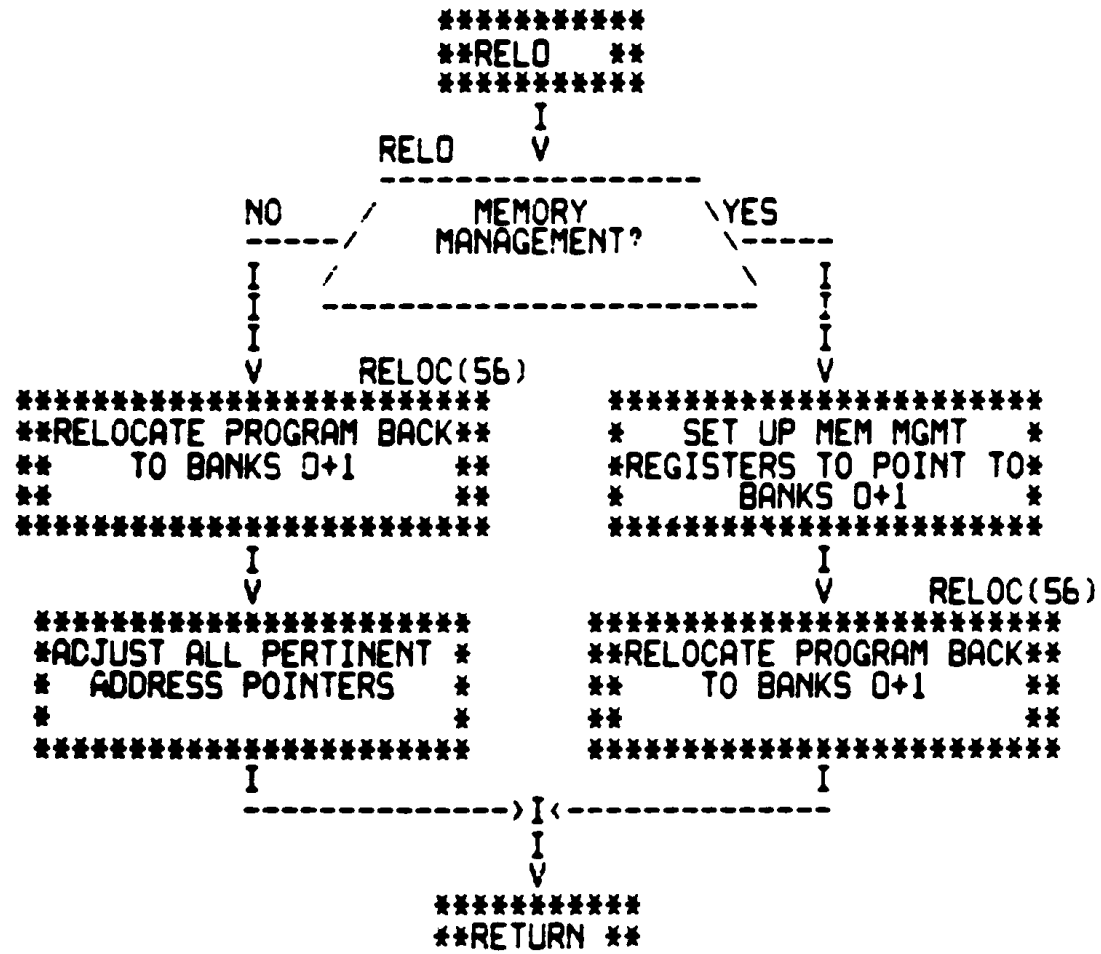 ***********
**RELO   **
***********
I
V
RELO
-----------------
NO / MEMORY \YES
-----/ MANAGEMENT? \-----
I / \ I
I ----------------------- I
I I
V V
RELOC(56)
************************* ***********************
**RELOCATE PROGRAM BACK** *   SET UP MEM MGMT   *
**    TO BANKS 0+1     ** *REGISTERS TO POINT TO*
**                     ** *      BANKS 0+1      *
************************* ***********************
I I
V V
RELOC(56)
*********************** *************************
*ADJUST ALL PERTINENT * **RELOCATE PROGRAM BACK**
*  ADDRESS POINTERS   * **    TO BANKS 0+1     **
*                     * **                     **
*********************** *************************
I I
--------------->I<---------------
I
V
***********
**RETURN **